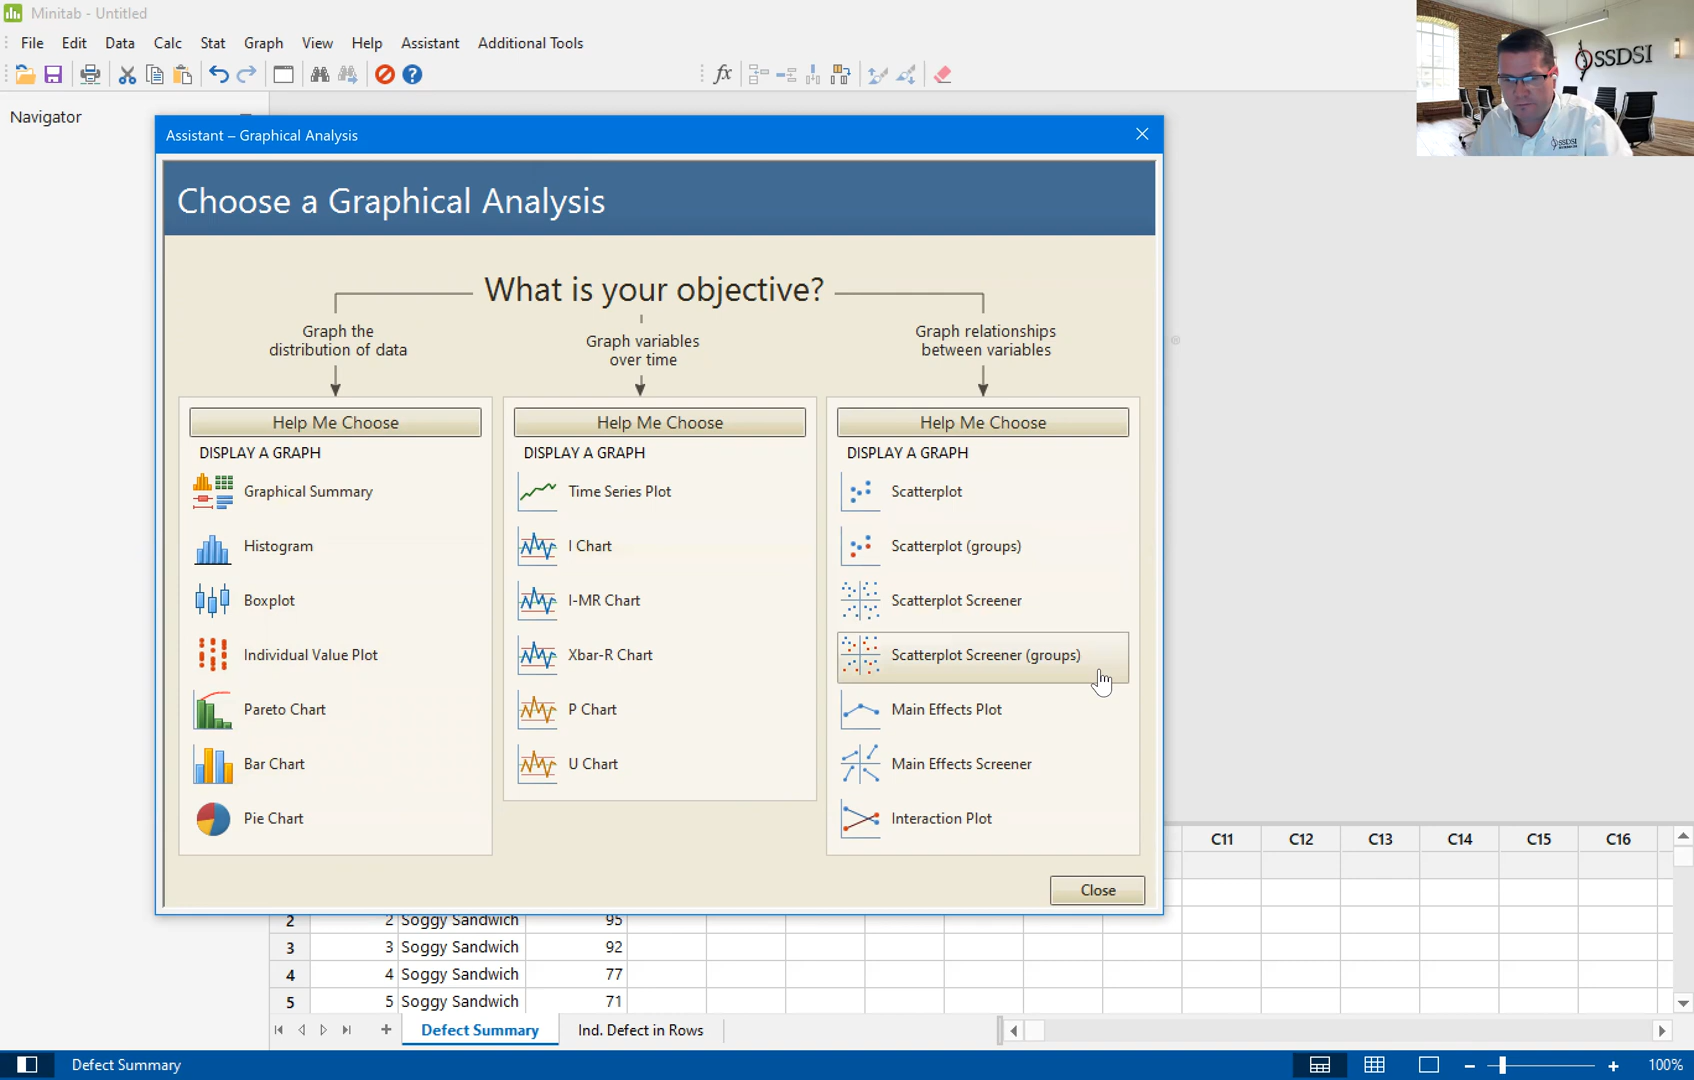 Minitab - Untitled
File Edit Data Calc Stat Graph View Help Assistant Additional Tools
fx
Navigator
SSDSI
SSDSI
Assistant – Graphical Analysis
Choose a Graphical Analysis
What is your objective?
Graph the
distribution of data
Graph variables
over time
Graph relationships
between variables
Help Me Choose
DISPLAY A GRAPH
Graphical Summary
Histogram
Boxplot
Individual Value Plot
Pareto Chart
Bar Chart
Pie Chart
Help Me Choose
DISPLAY A GRAPH
Time Series Plot
I Chart
I-MR Chart
Xbar-R Chart
P Chart
U Chart
Help Me Choose
DISPLAY A GRAPH
Scatterplot
Scatterplot (groups)
Scatterplot Screener
Scatterplot Screener (groups)
Main Effects Plot
Main Effects Screener
Interaction Plot
Close
C11 C12 C13 C14 C15 C16
2 2 Soggy Sandwich 95
3 3 Soggy Sandwich 92
4 4 Soggy Sandwich 77
5 5 Soggy Sandwich 71
Defect Summary Ind. Defect in Rows
Defect Summary
100%